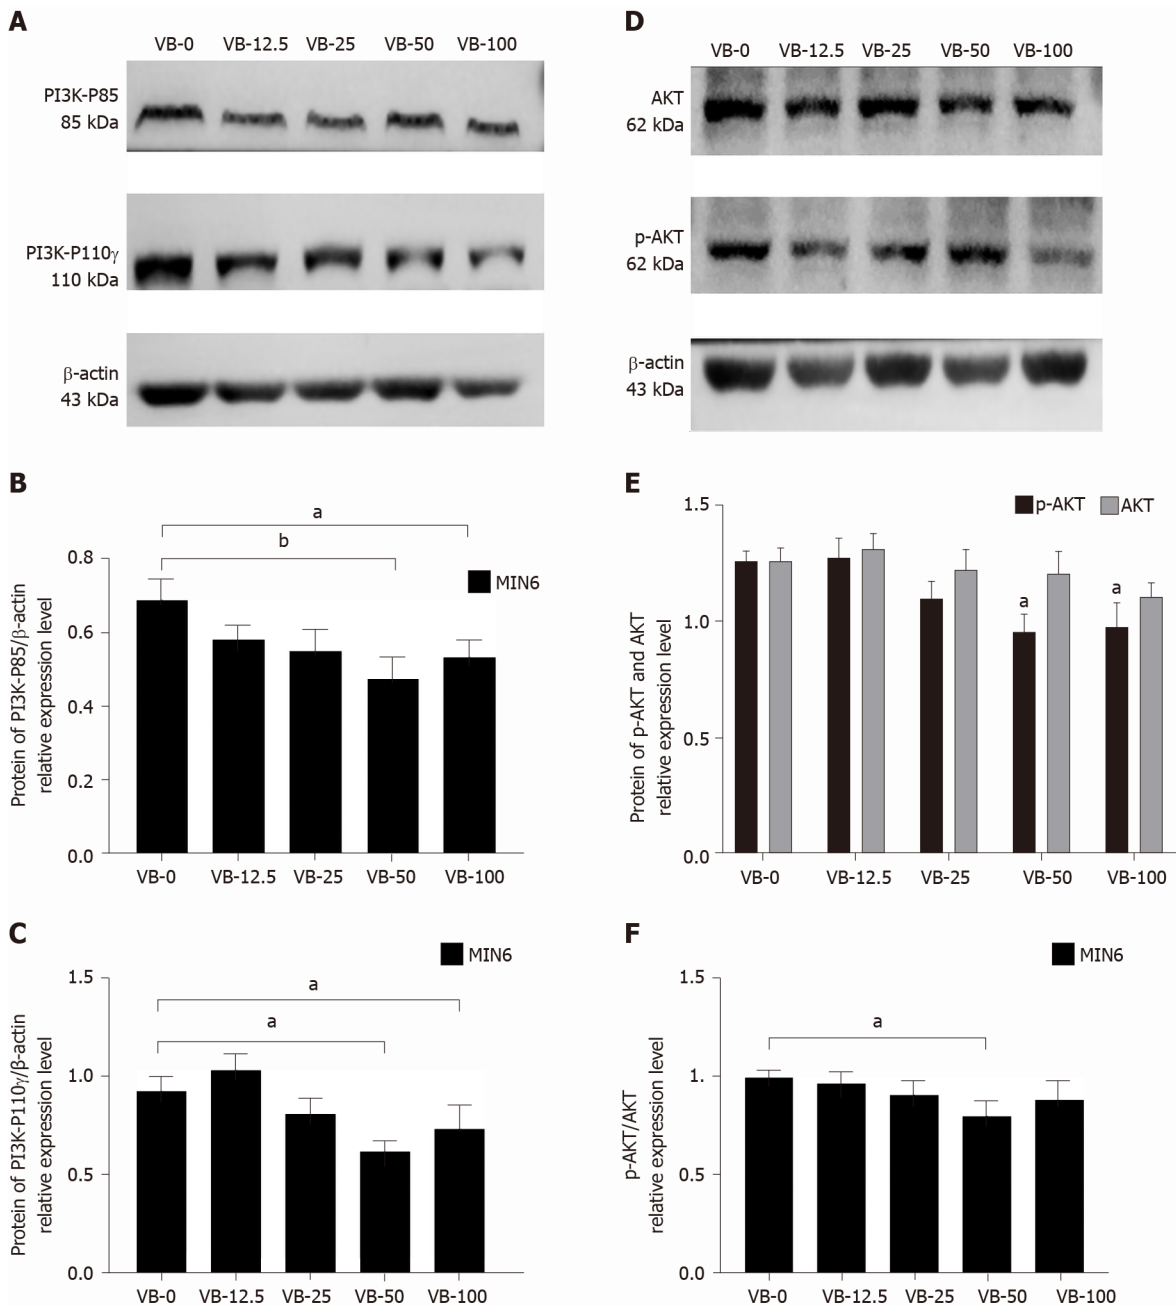 A
VB-0 VB-12.5 VB-25 VB-50 VB-100
PI3K-P85
85 kDa
PI3K-P110γ
110 kDa
β-actin
43 kDa
D
VB-0 VB-12.5 VB-25 VB-50 VB-100
AKT
62 kDa
p-AKT
62 kDa
β-actin
43 kDa
B
a
b
MIN6
Protein of PI3K-P85/β-actin
relative expression level
0.8
0.6
0.4
0.2
0.0
VB-0 VB-12.5 VB-25 VB-50 VB-100
E
p-AKT AKT
Protein of p-AKT and AKT
relative expression level
1.5
1.0
0.5
0.0
a a
VB-0 VB-12.5 VB-25 VB-50 VB-100
C
MIN6
a
a
Protein of PI3K-P110γ/β-actin
relative expression level
1.5
1.0
0.5
0.0
VB-0 VB-12.5 VB-25 VB-50 VB-100
F
MIN6
a
p-AKT/AKT
relative expression level
1.5
1.
0.5
0.0
VB-0 VB-12.5 VB-25 VB-50 VB-100